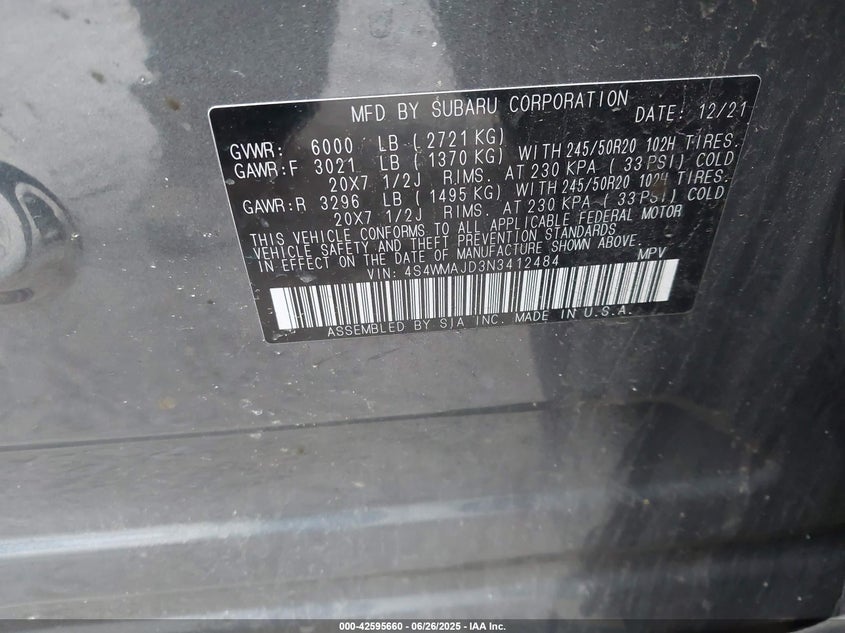 MFD BY SUBARU CORPORATION DATE: 12/21
GVWR: 6000 LB ( 2721 KG)
GAWR:F 3021 LB ( 1370 KG) WITH 245/50R20 102H TIRES.
20X7 1/2J RIMS. AT 230 KPA ( 33 PSI) COLD
GAWR:R 3296 LB ( 1495 KG) WITH 245/50R20 102H TIRES.
20X7 1/2J RIMS. AT 230 KPA ( 33 PSI) COLD
THIS VEHICLE CONFORMS TO ALL APPLICABLE FEDERAL MOTOR
VEHICLE SAFETY AND THEFT PREVENTION STANDARDS
IN EFFECT ON THE DATE OF MANUFACTURE SHOWN ABOVE.
VIN: 4S4WMAJD3N3412484 MPV
ASSEMBLED BY SIA INC. MADE IN U.S.A.
000-42595660 - 06/26/2025 - IAA Inc.